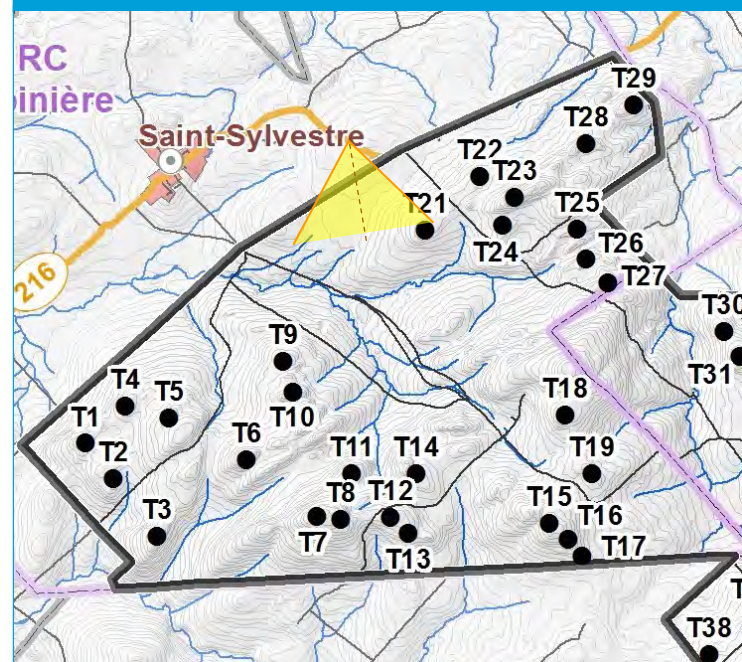 RC
inière
Saint-Sylvestre
216
T29
T28
T22
T23
T21
T24
T25
T26
T27
T30
T31
T9
T10
T4
T5
T1
T2
T6
T3
T18
T11
T14
T19
T8
T12
T7
T13
T15
T16
T17
T38